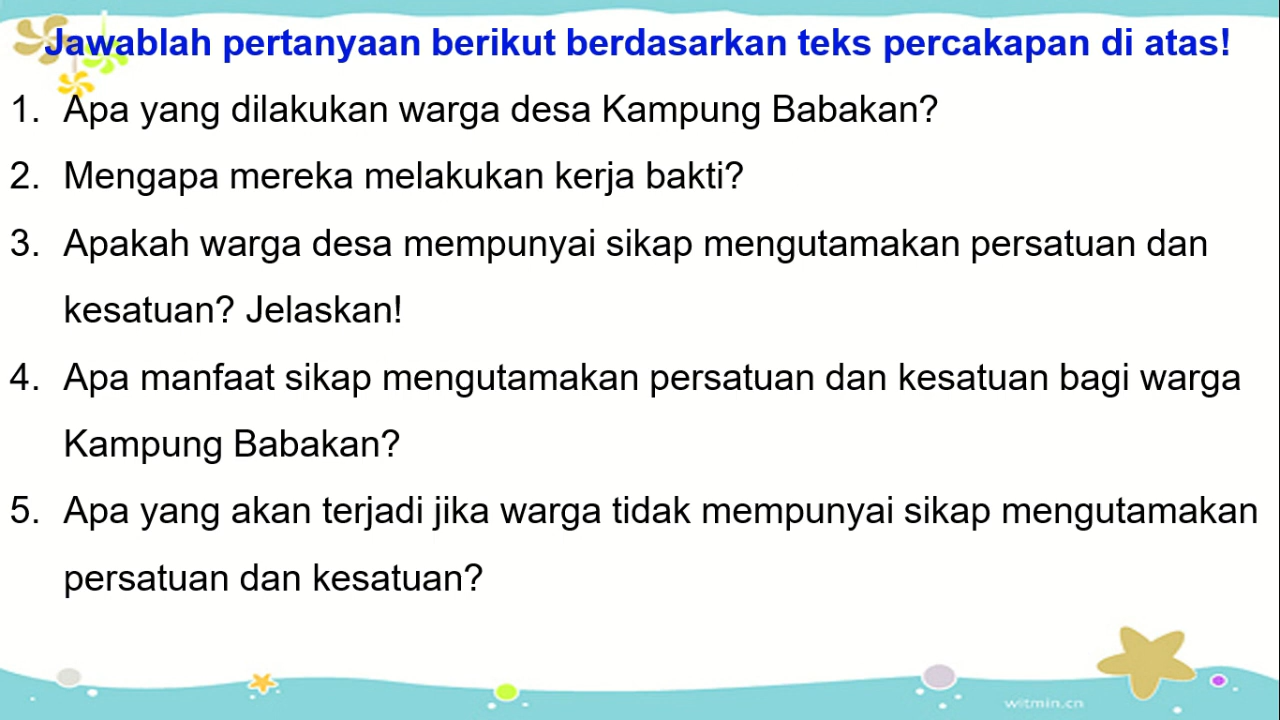 Jawablah pertanyaan berikut berdasarkan teks percakapan di atas!
1. Apa yang dilakukan warga desa Kampung Babakan?
2. Mengapa mereka melakukan kerja bakti?
3. Apakah warga desa mempunyai sikap mengutamakan persatuan dan
kesatuan? Jelaskan!
4. Apa manfaat sikap mengutamakan persatuan dan kesatuan bagi warga
Kampung Babakan?
5. Apa yang akan terjadi jika warga tidak mempunyai sikap mengutamakan
persatuan dan kesatuan?
witmin.cn